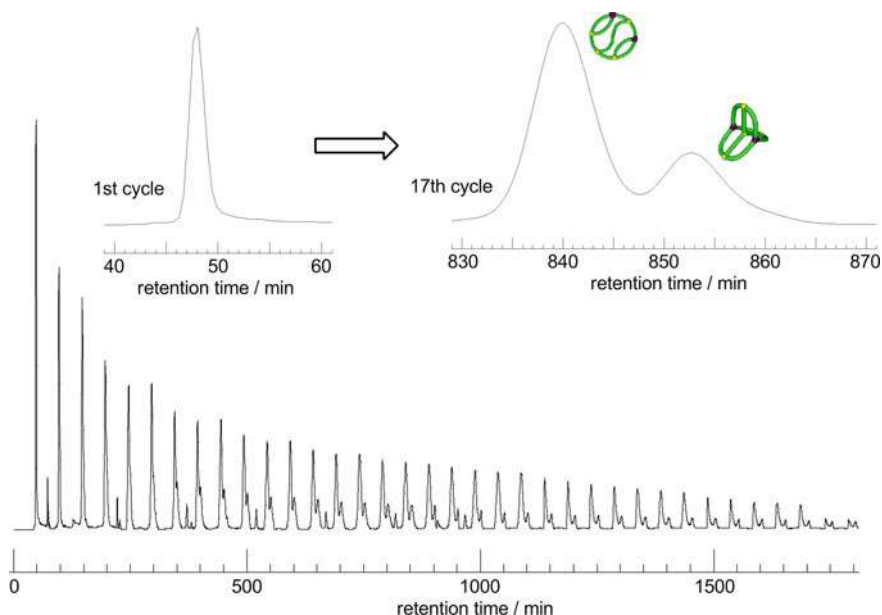 1st cycle
40 50 60
retention time / min
17th cycle
830 840 850 860 870
retention time / min
0 500 1000 1500
retention time / min